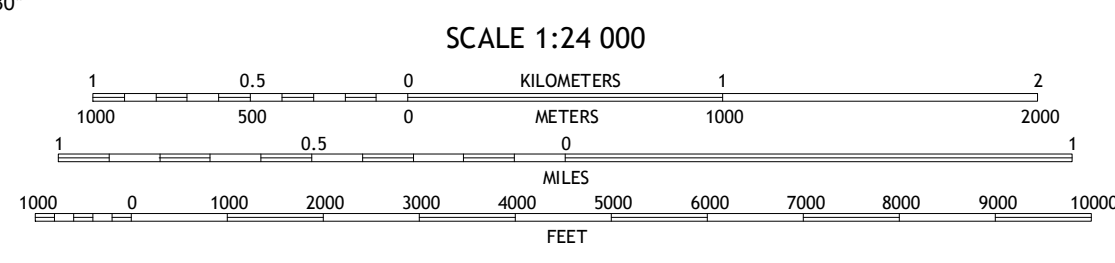 SCALE 1:24 000
1 0.5 0 KILOMETERS 1 2
1000 500 0 METERS 1000 2000
1 0.5 0 1
MILES
1000 0 1000 2000 3000 4000 5000 6000 7000 8000 9000 10000
FEET